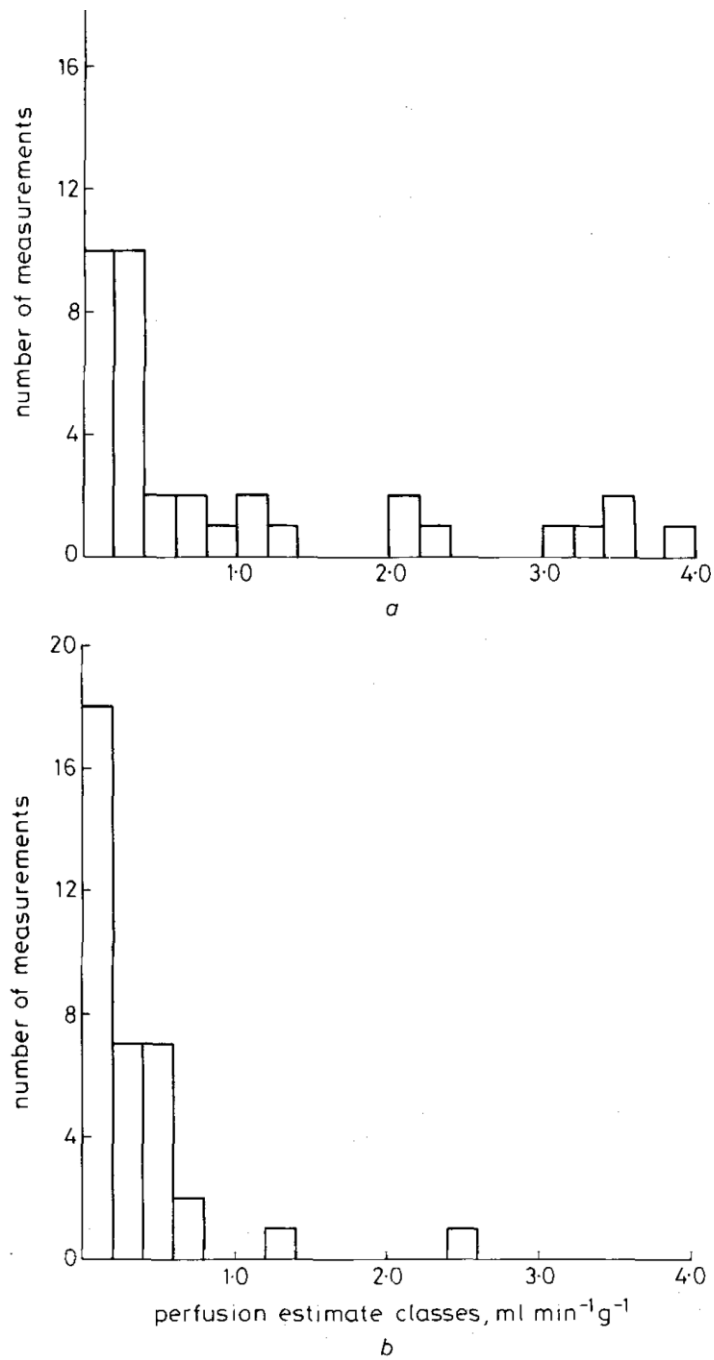 16
12
8
4
0
number of measurements
1·0 2·0 3·0 4·0
a
20
16
12
8
4
0
number of measurements
1·0 2·0 3·0 4·0
perfusion estimate classes, ml min⁻¹g⁻¹
b